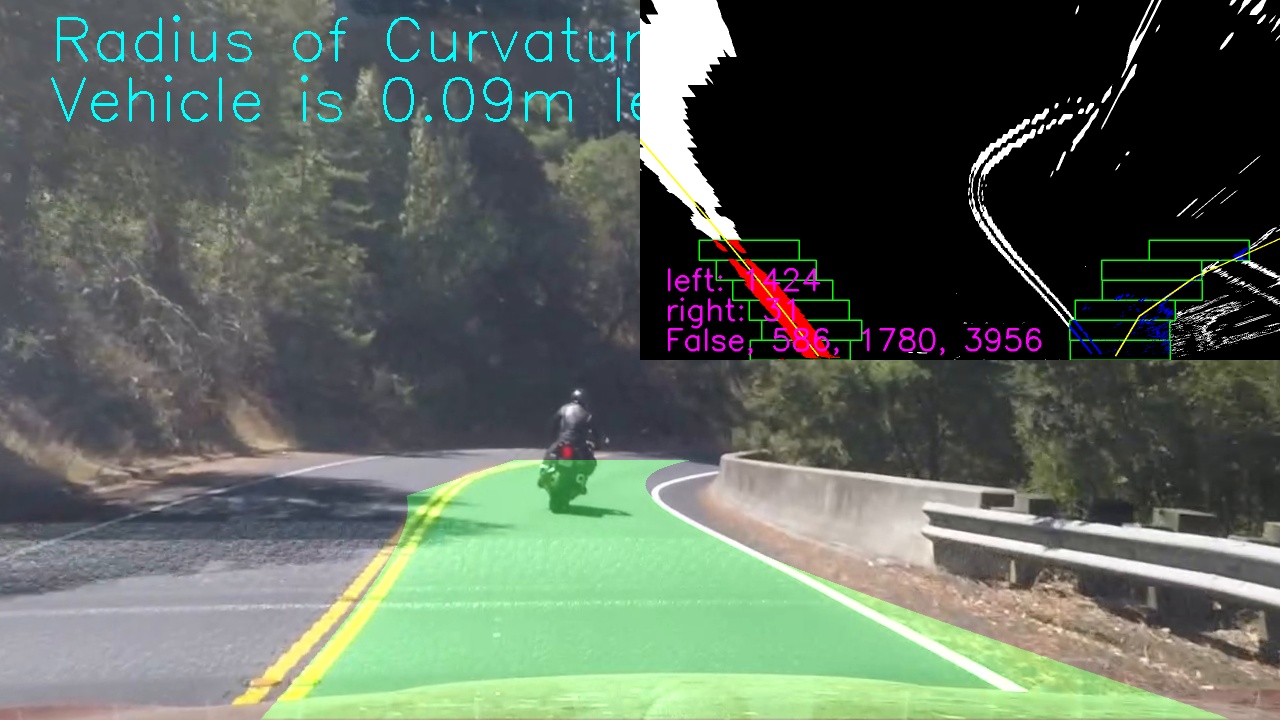 Radius of Curvatur
Vehicle is 0.09m le
left: 1424
right: 31
False, 586, 1780, 3956